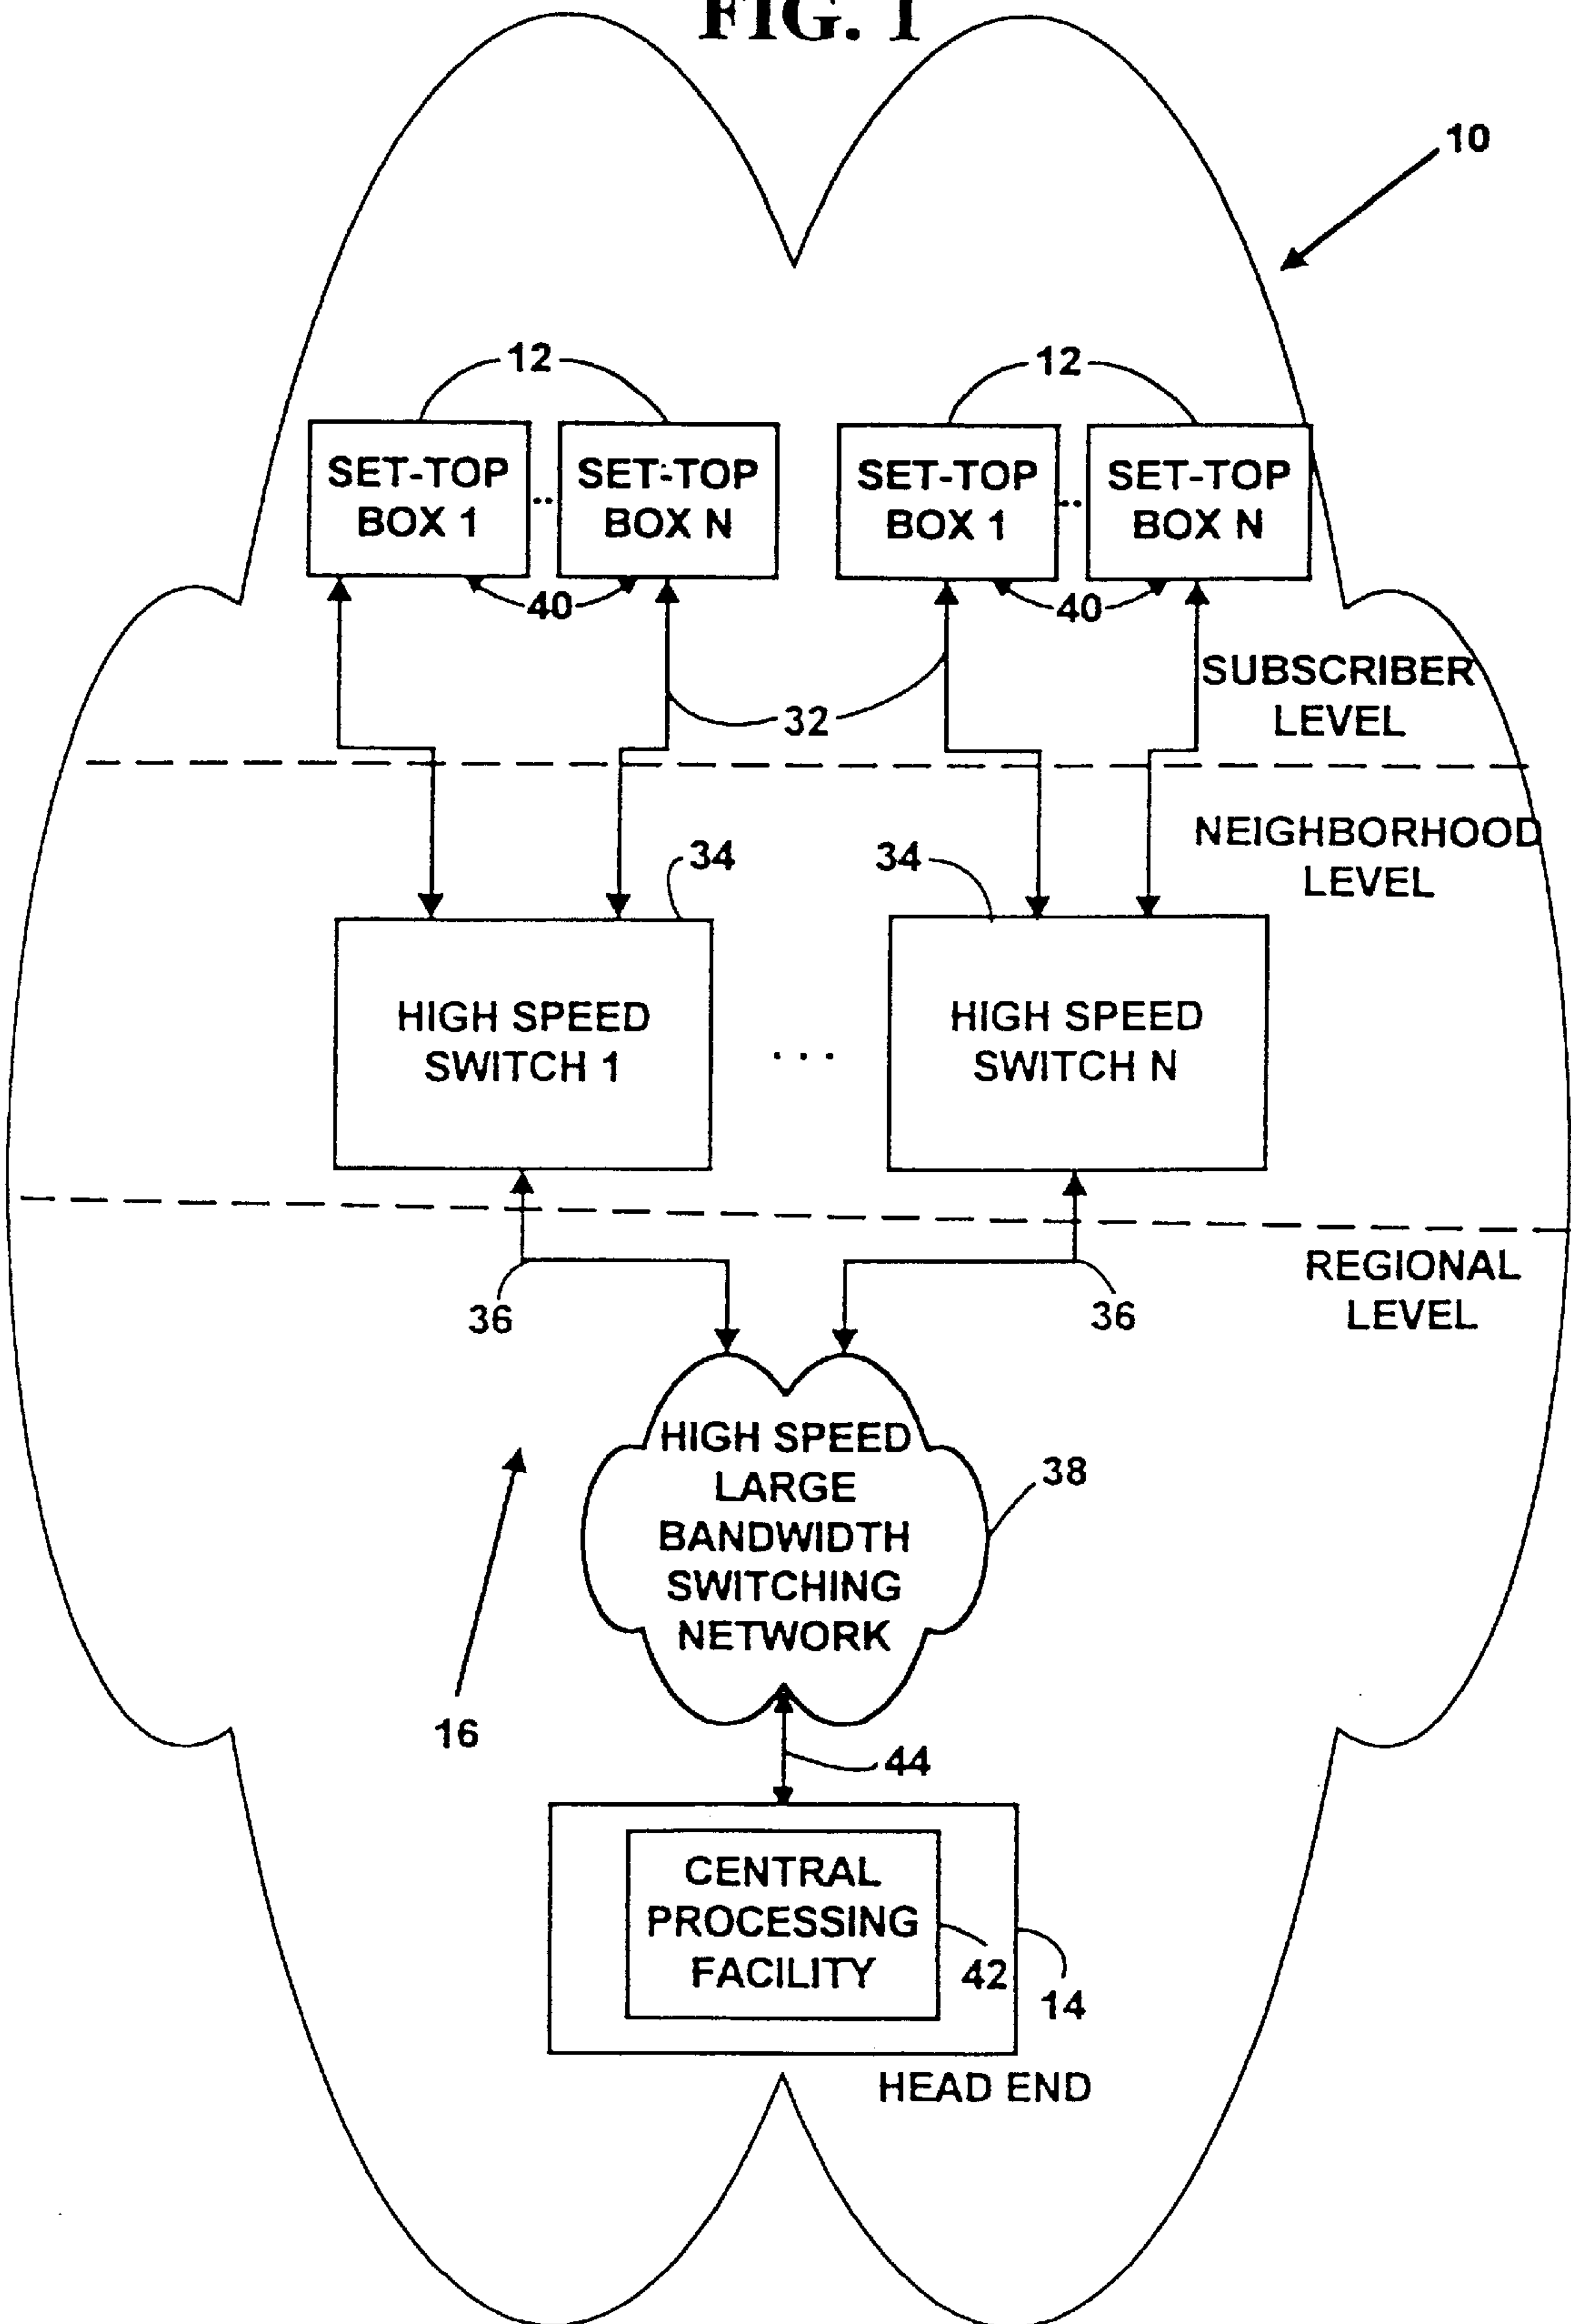 FIG. 1
10
12
12
SET-TOP
BOX 1
SET-TOP
BOX N
SET-TOP
BOX 1
SET-TOP
BOX N
40
40
SUBSCRIBER
LEVEL
32
NEIGHBORHOOD
LEVEL
34
34
HIGH SPEED
SWITCH 1
. . .
HIGH SPEED
SWITCH N
REGIONAL
LEVEL
36
36
HIGH SPEED
LARGE
BANDWIDTH
SWITCHING
NETWORK
38
16
44
CENTRAL
PROCESSING
FACILITY
42
14
HEAD END